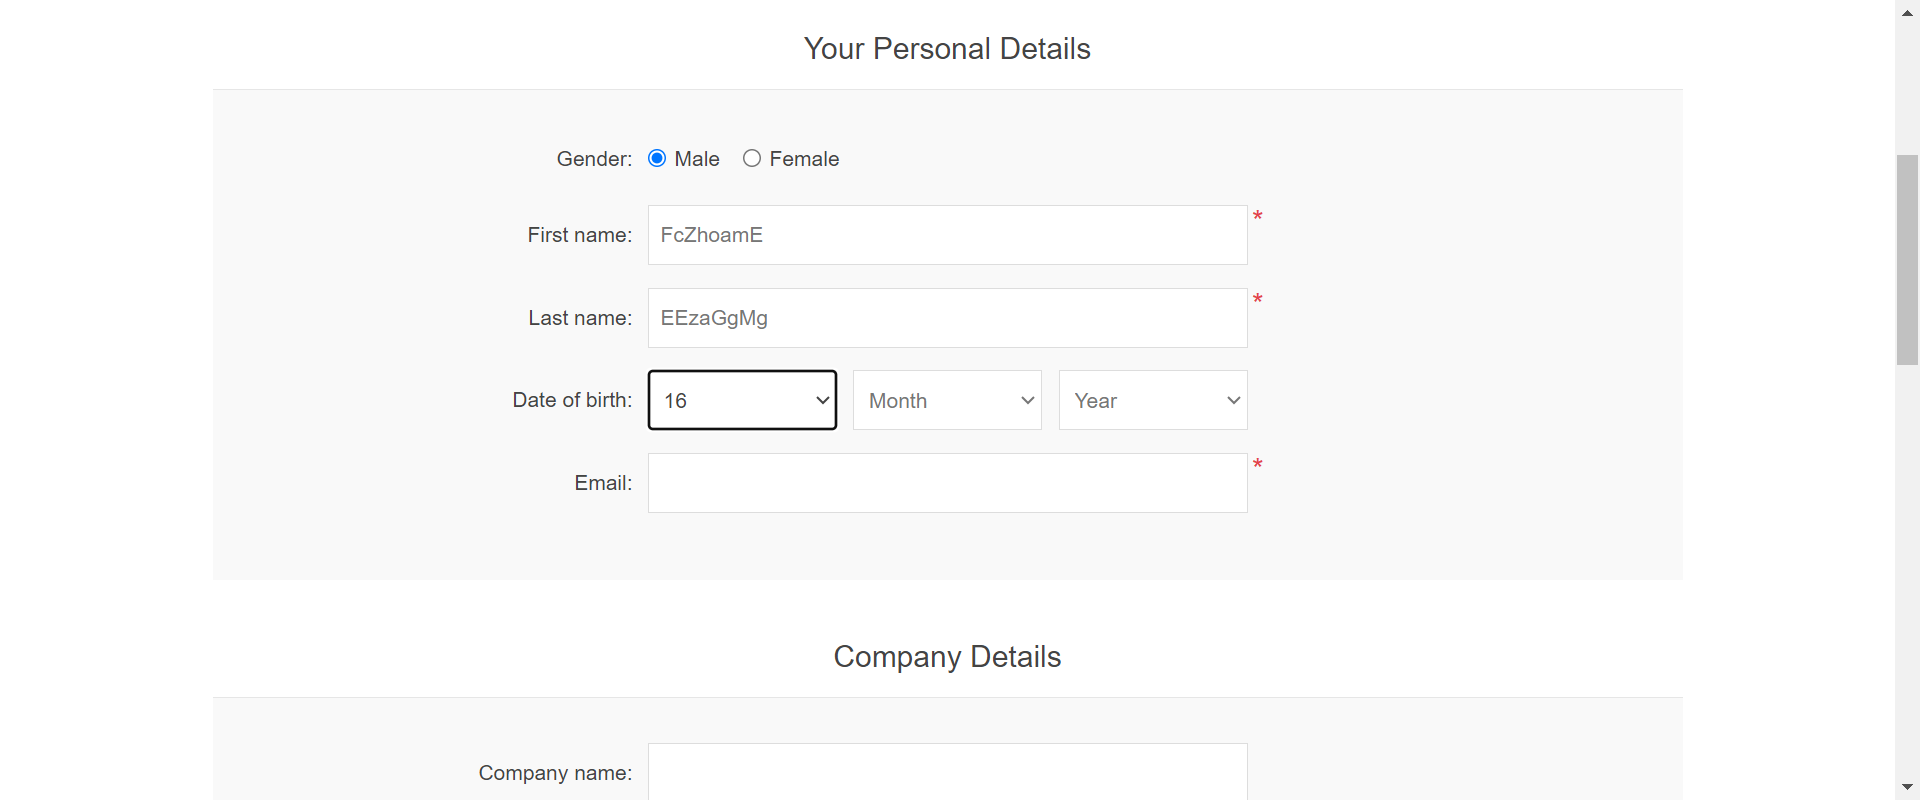 Your Personal Details
Gender: Male Female
First name: FcZhoamE *
Last name: EEzaGgMg *
Date of birth: 16 Month Year
Email: *
Company Details
Company name: